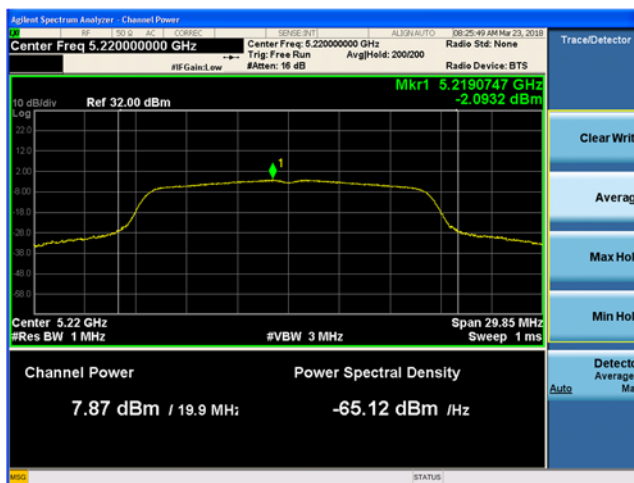 Agilent Spectrum Analyzer - Channel Power
RF 50 Ω AC CORREC SENSE:INT ALIGN AUTO 08:25:49 AM Mar 23, 2018
Center Freq 5.220000000 GHz
Center Freq: 5.220000000 GHz
Radio Std: None
Trig: Free Run Avg|Hold: 200/200
#IFGain:Low #Atten: 16 dB Radio Device: BTS
Trace/Detector
Mkr1 5.2190747 GHz
-2.0932 dBm
10 dB/div Ref 32.00 dBm
Log
22.0
12.0
2.00
-8.00
-18.0
-28.0
-38.0
-48.0
-58.0
1
Center 5.22 GHz Span 29.85 MHz
#Res BW 1 MHz #VBW 3 MHz Sweep 1 ms
Channel Power Power Spectral Density
7.87 dBm / 19.9 MHz -65.12 dBm /Hz
Clear Writ
Averag
Max Hol
Min Hol
Detecto
Average
Auto Ma
MSG STATUS